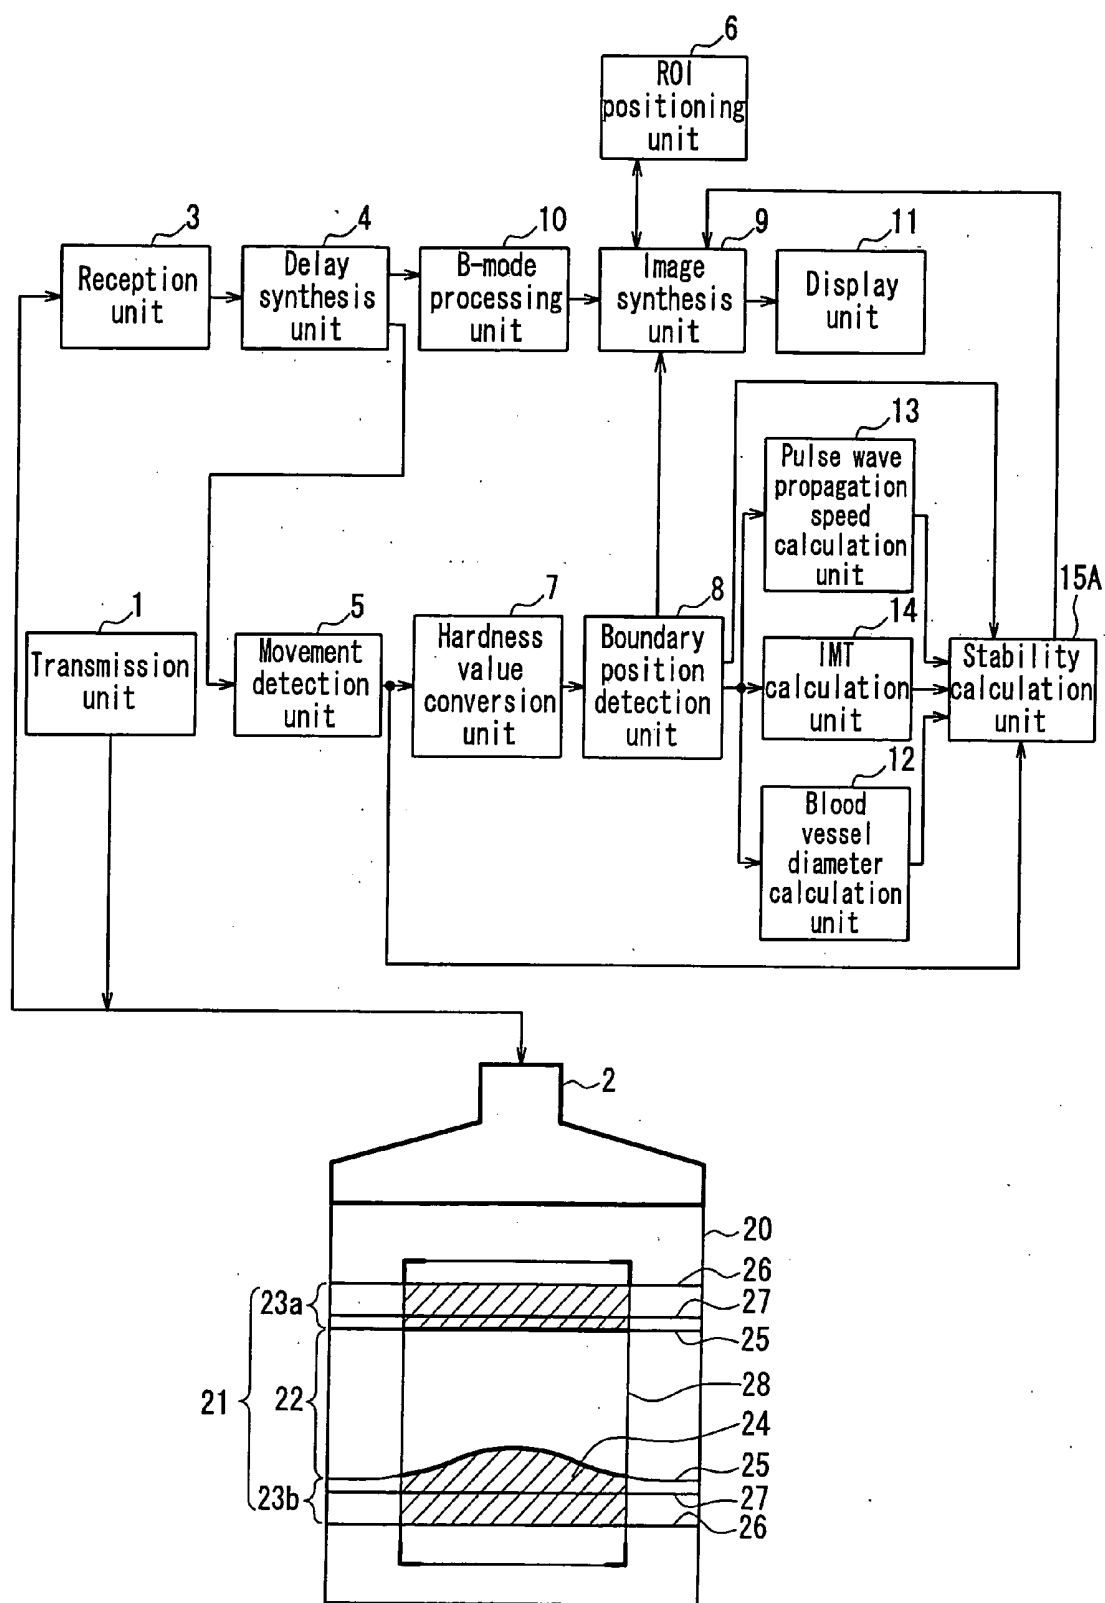 6
ROI
positioning
unit
3
Reception
unit
4
Delay
synthesis
unit
10
B-mode
processing
unit
9
Image
synthesis
unit
11
Display
unit
13
Pulse wave
propagation
speed
calculation
unit
1
Transmission
unit
5
Movement
detection
unit
7
Hardness
value
conversion
unit
8
Boundary
position
detection
unit
14
IMT
calculation
unit
15A
Stability
calculation
unit
12
Blood
vessel
diameter
calculation
unit
2
20
26
23a
27
25
21
22
28
24
25
23b
27
26